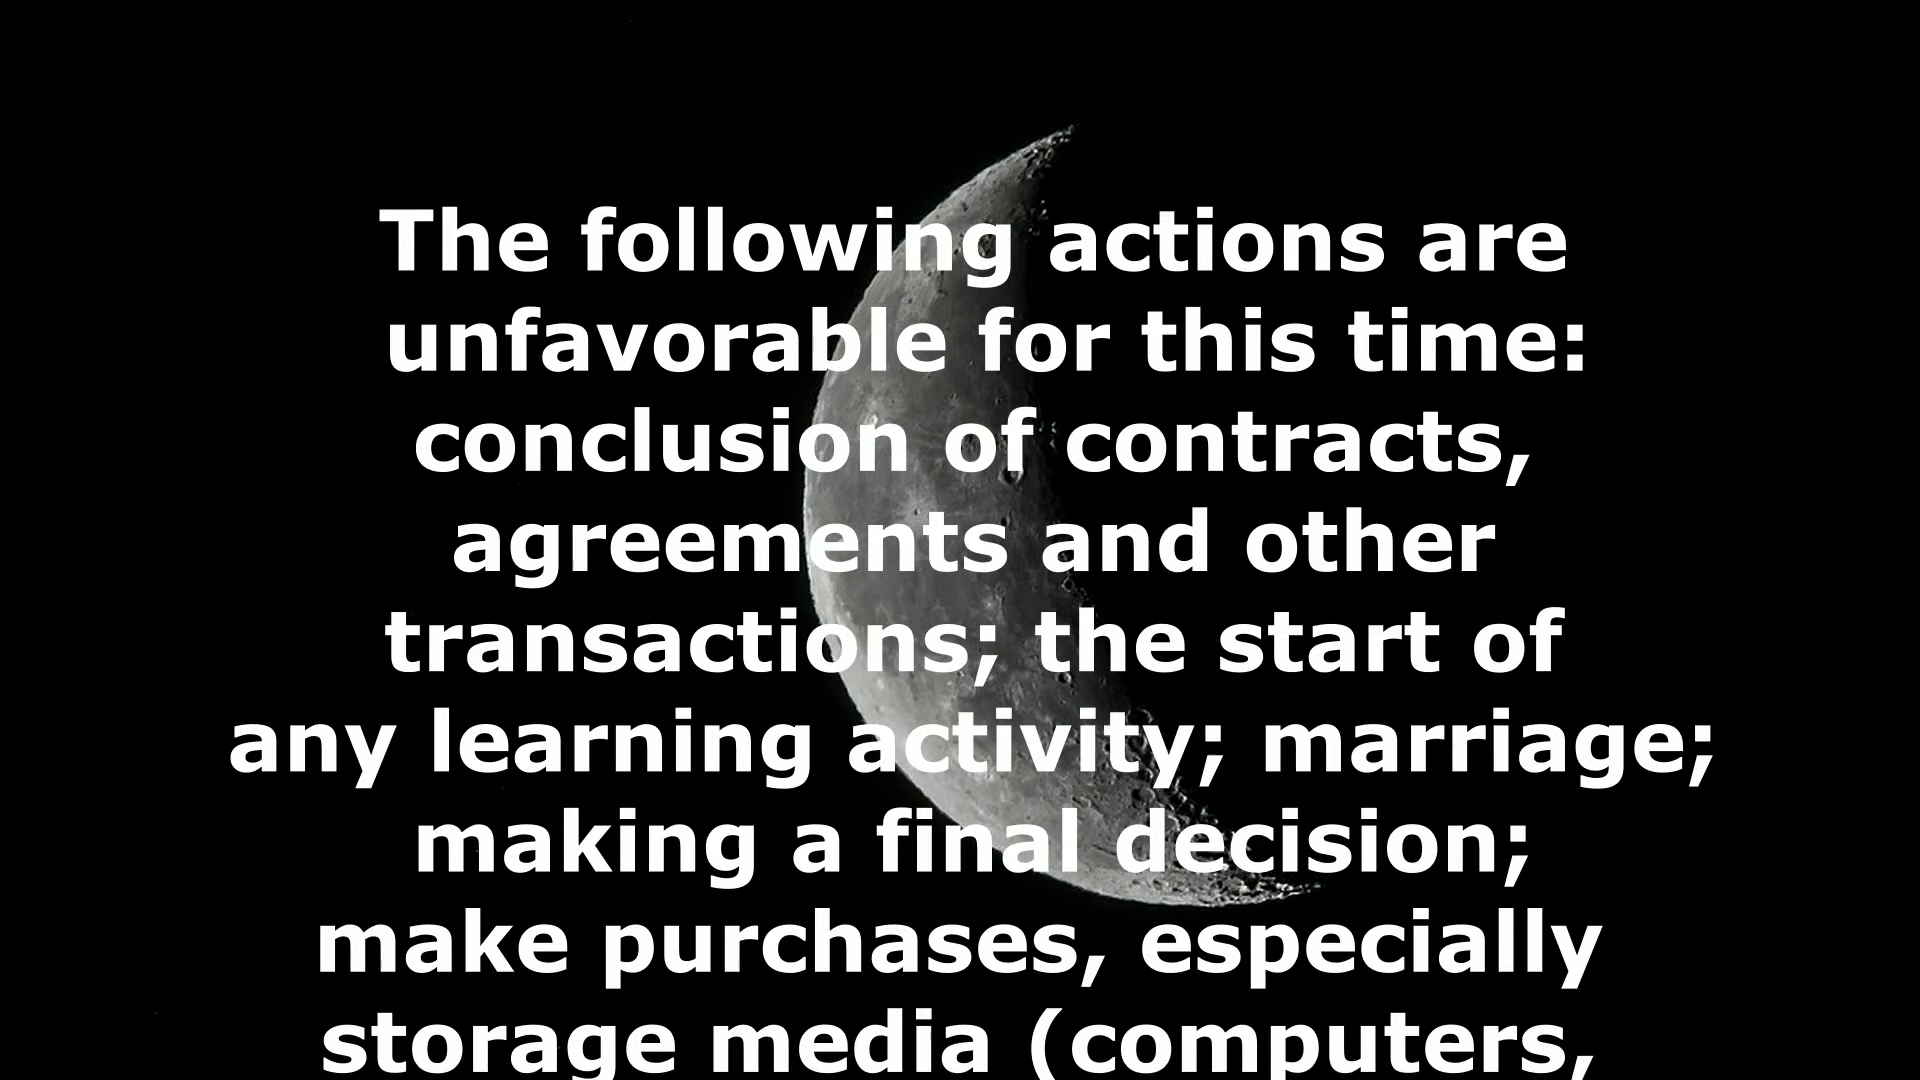 The following actions are
unfavorable for this time:
conclusion of contracts,
agreements and other
transactions; the start of
any learning activity; marriage;
making a final decision;
make purchases, especially
storage media (computers,